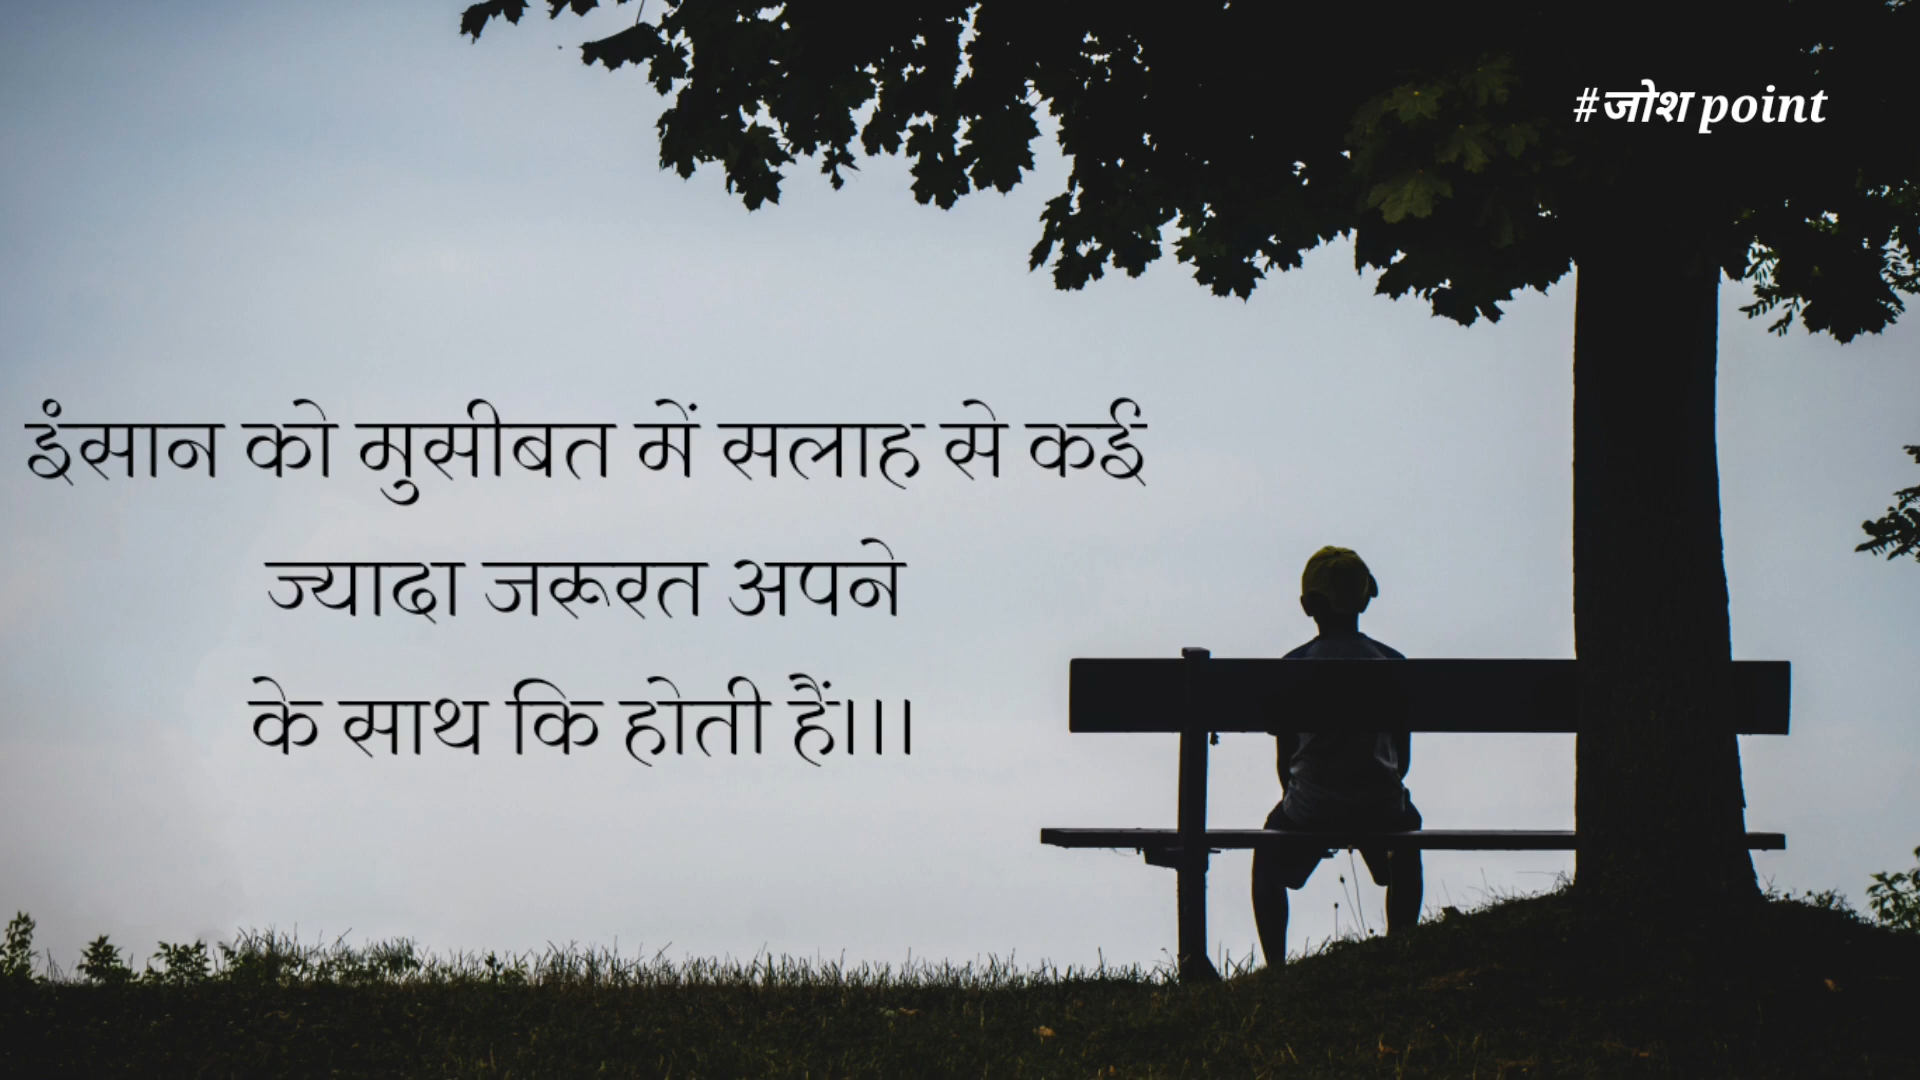 #जोश point
इंसान को मुसीबत में सलाह से कई
ज्यादा जरूरत अपने
के साथ कि होती हैं।।।